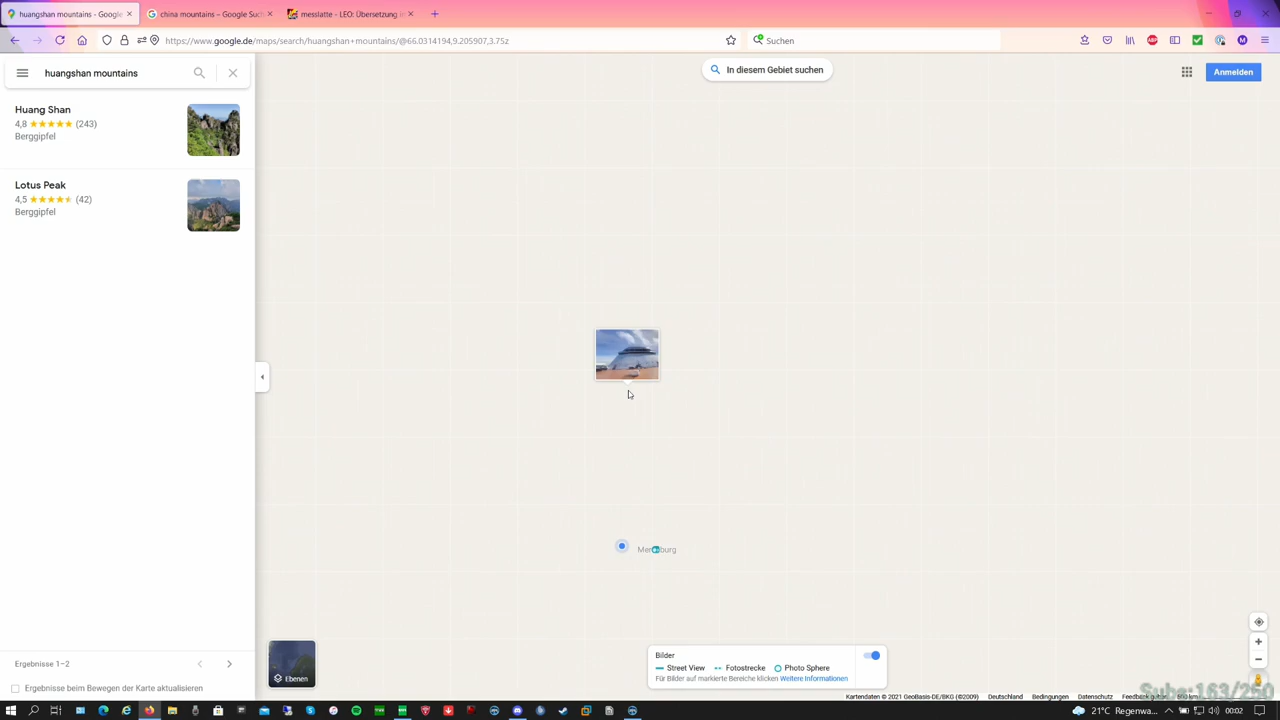 huangshan mountains - Google
china mountains – Google Such
messlatte - LEO: Übersetzung i
https://www.google.de/maps/search/huangshan+mountains/@66.0314194,9.205907,3.75z
Suchen
huangshan mountains
In diesem Gebiet suchen
Anmelden
Huang Shan
4,8 (243)
Berggipfel
Lotus Peak
4,5 (42)
Berggipfel
Ergebnisse 1–2
Ergebnisse beim Bewegen der Karte aktualisieren
Ebenen
Bilder
Street View Fotostrecke Photo Sphere
Für Bilder auf markierte Bereiche klicken Weitere Informationen
Kartendaten © 2021 GeoBasis-DE/BKG (©2009) Deutschland Bedingungen Datenschutz
21°C Regenwa...
00:02